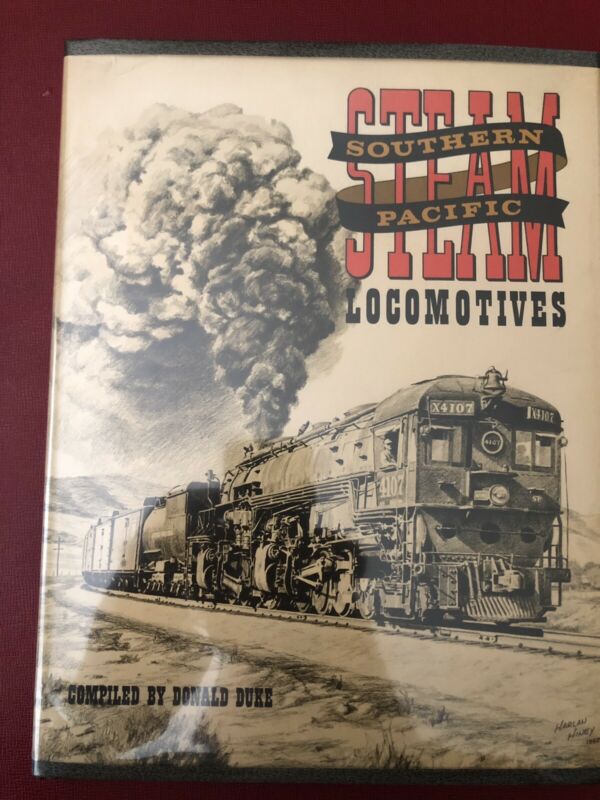 STEAM
SOUTHERN
PACIFIC
LOCOMOTIVES
X4107
X4107
4107
4107
COMPILED BY DONALD DUKE
HARLAN
HINEY